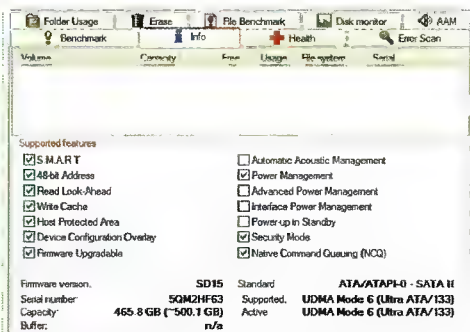 Folder Usage Erase File Benchmark Disk monitor AAM
Benchmark Info Health Error Scan
Volume Capacity Free Usage File system Serial
Supported features
S.M.A.R.T Automatic Acoustic Management
48-bit Address Power Management
Read Look-Ahead Advanced Power Management
Write Cache Interface Power Management
Host Protected Area Power-up in Standby
Device Configuration Overlay Security Mode
Firmware Upgradable Native Command Queuing (NCQ)
Firmware version. SD15 Standard ATA/ATAPI-0 - SATA II
Serial number 5QM2HF63 Supported. UDMA Mode 6 (Ultra ATA/133)
Capacity 465.8 GB (~500.1 GB) Active UDMA Mode 6 (Ultra ATA/133)
Buffer: n/a